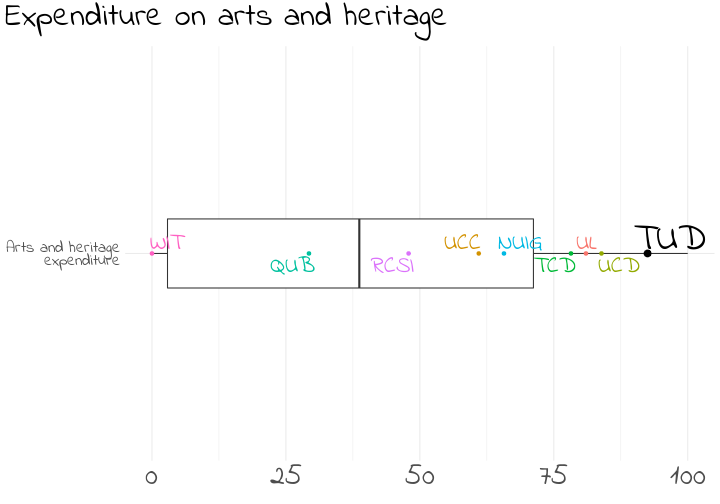 Expenditure on arts and heritage
TUD
WIT
UCC
NUIG
UL
Arts and heritage
expenditure
QUB
RCSI
TCD
UCD
0
25
50
75
100